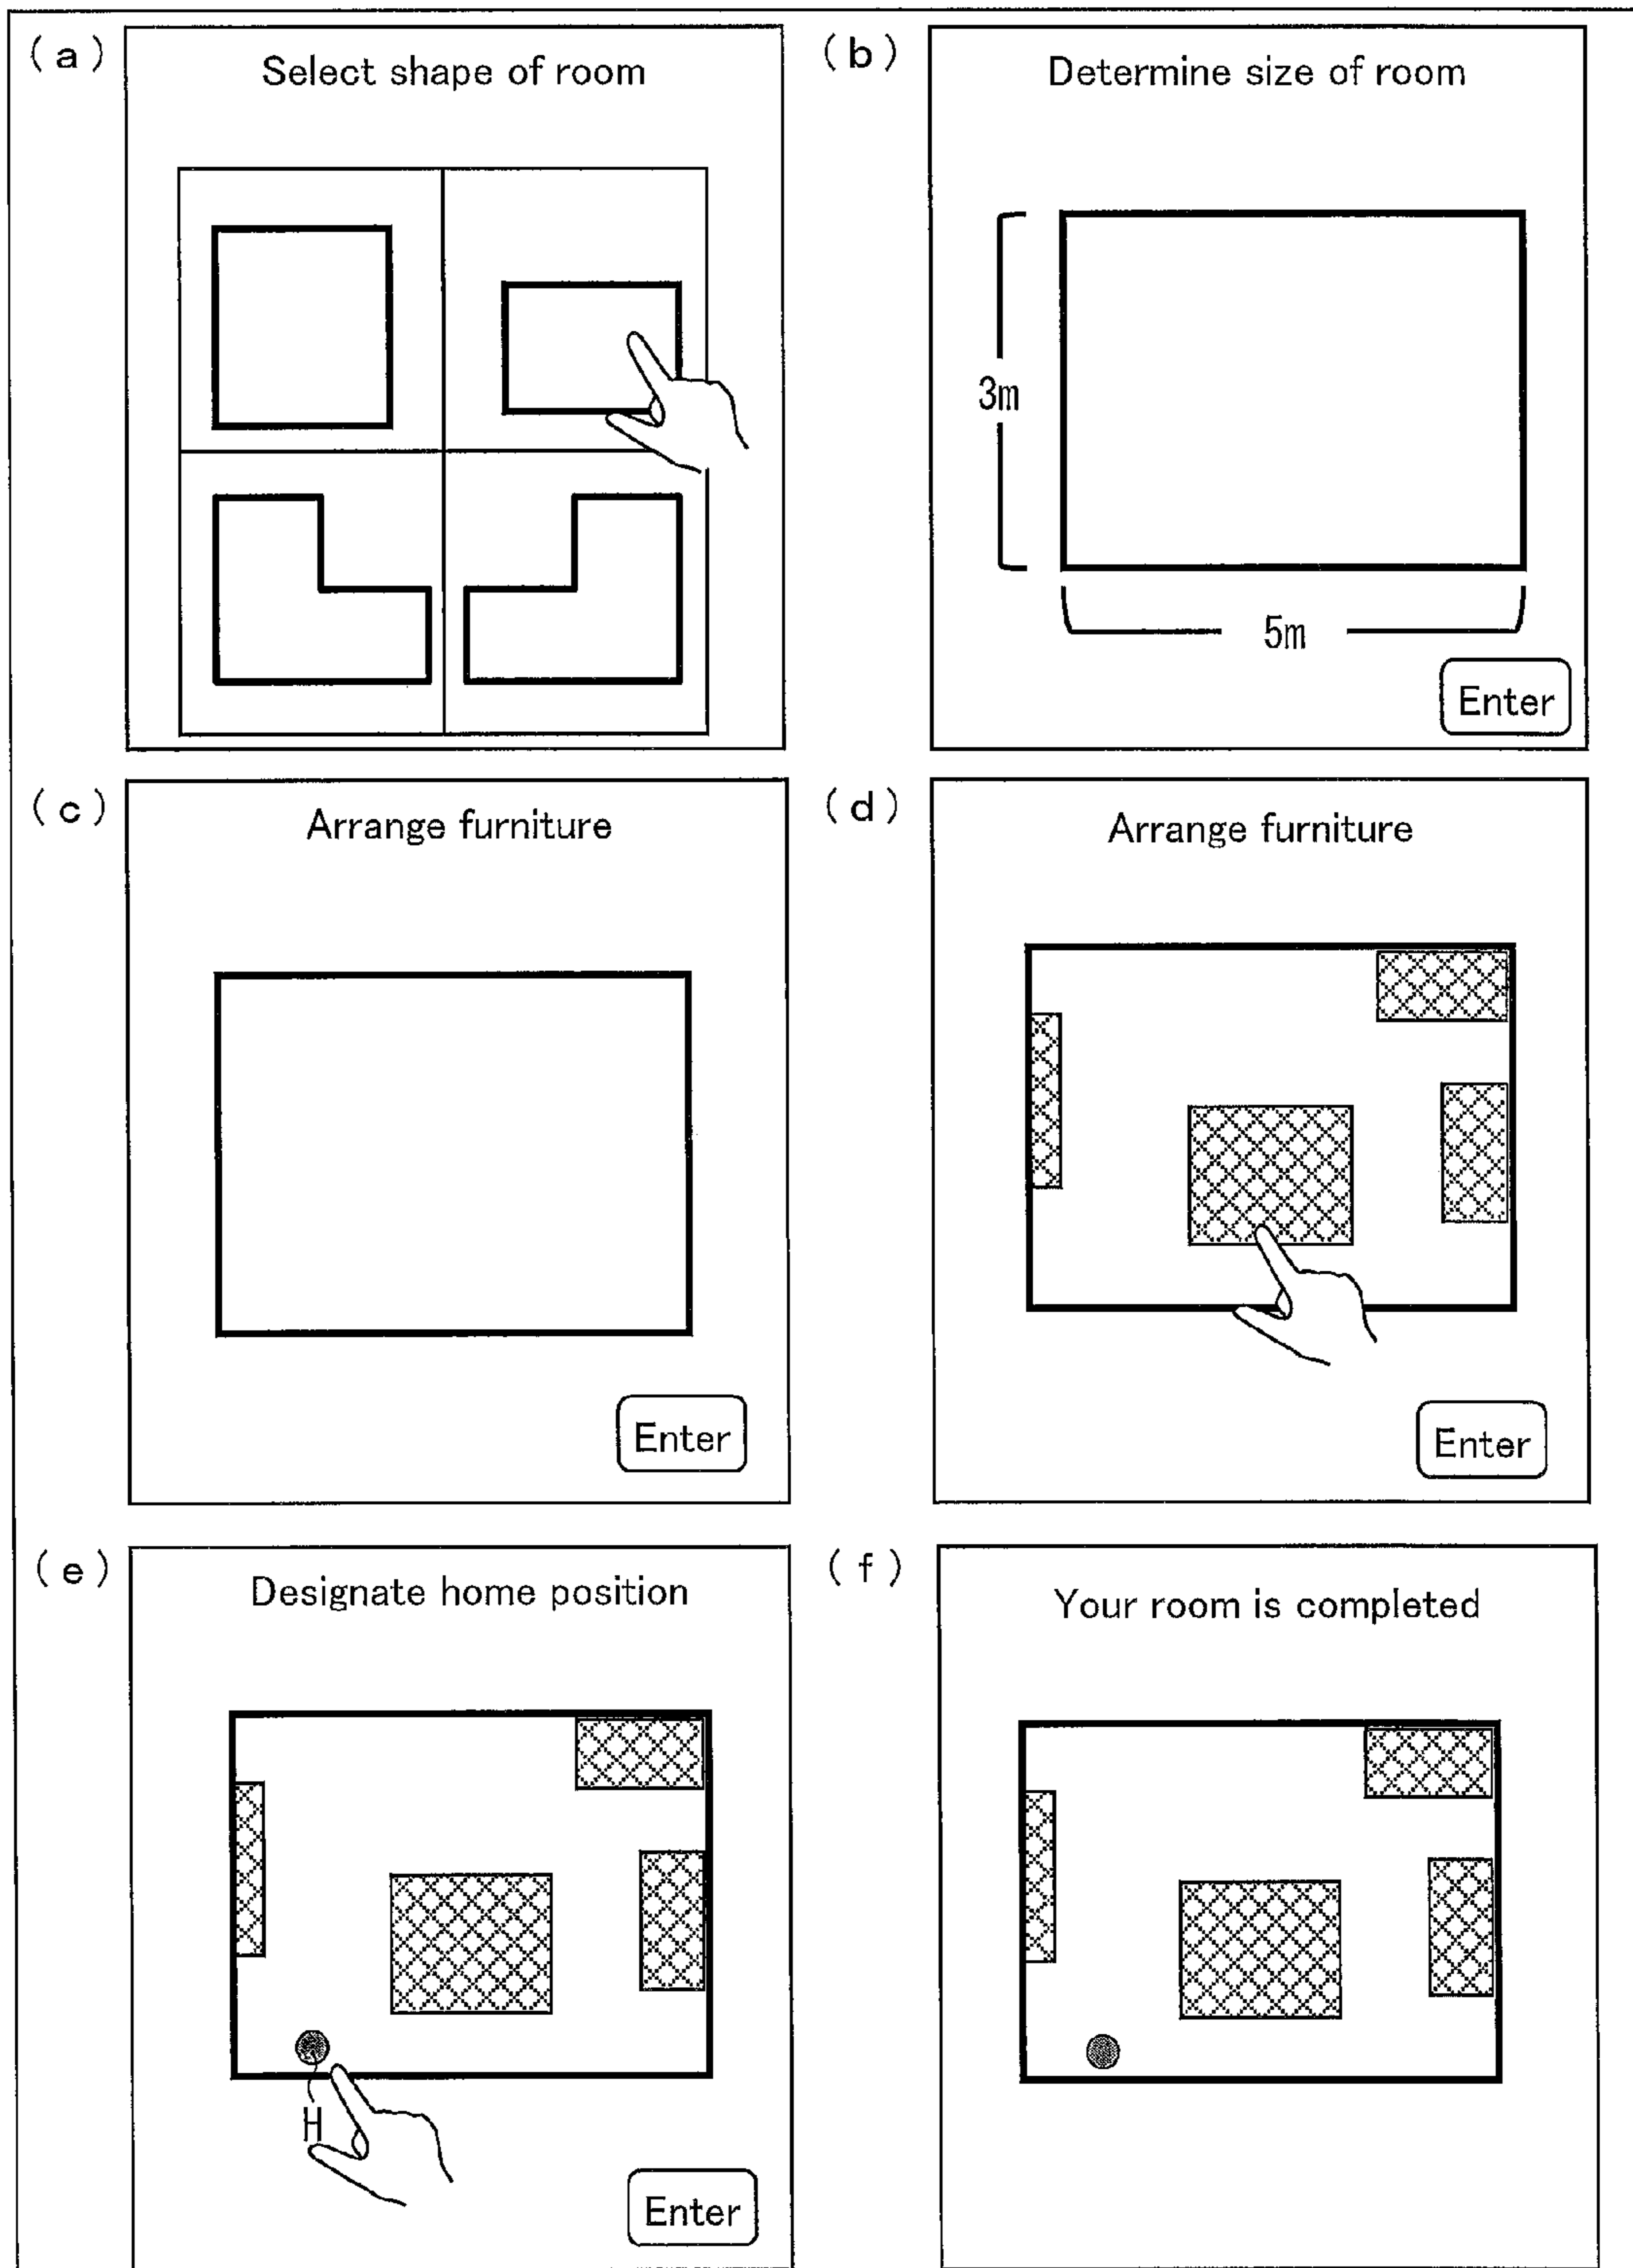 (a)
Select shape of room
(b)
Determine size of room
3m
5m
Enter
(c)
Arrange furniture
Enter
(d)
Arrange furniture
Enter
(e)
Designate home position
H
Enter
(f)
Your room is completed